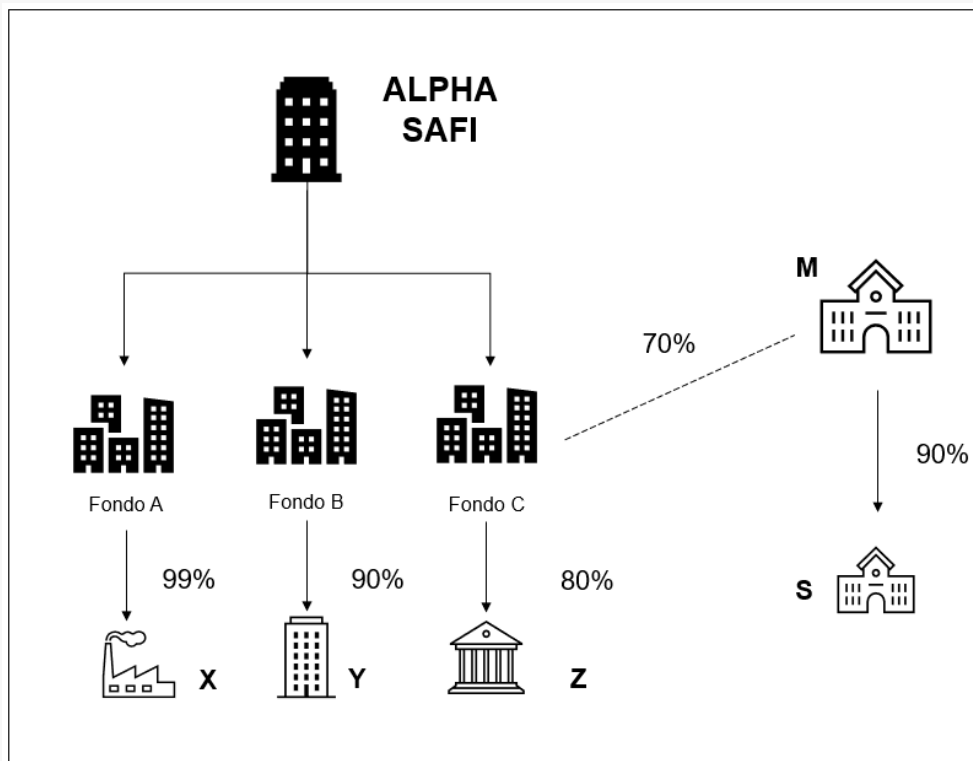 ALPHA
SAFI
M
70%
90%
Fondo A
Fondo B
Fondo C
99%
90%
80%
S
X
Y
Z